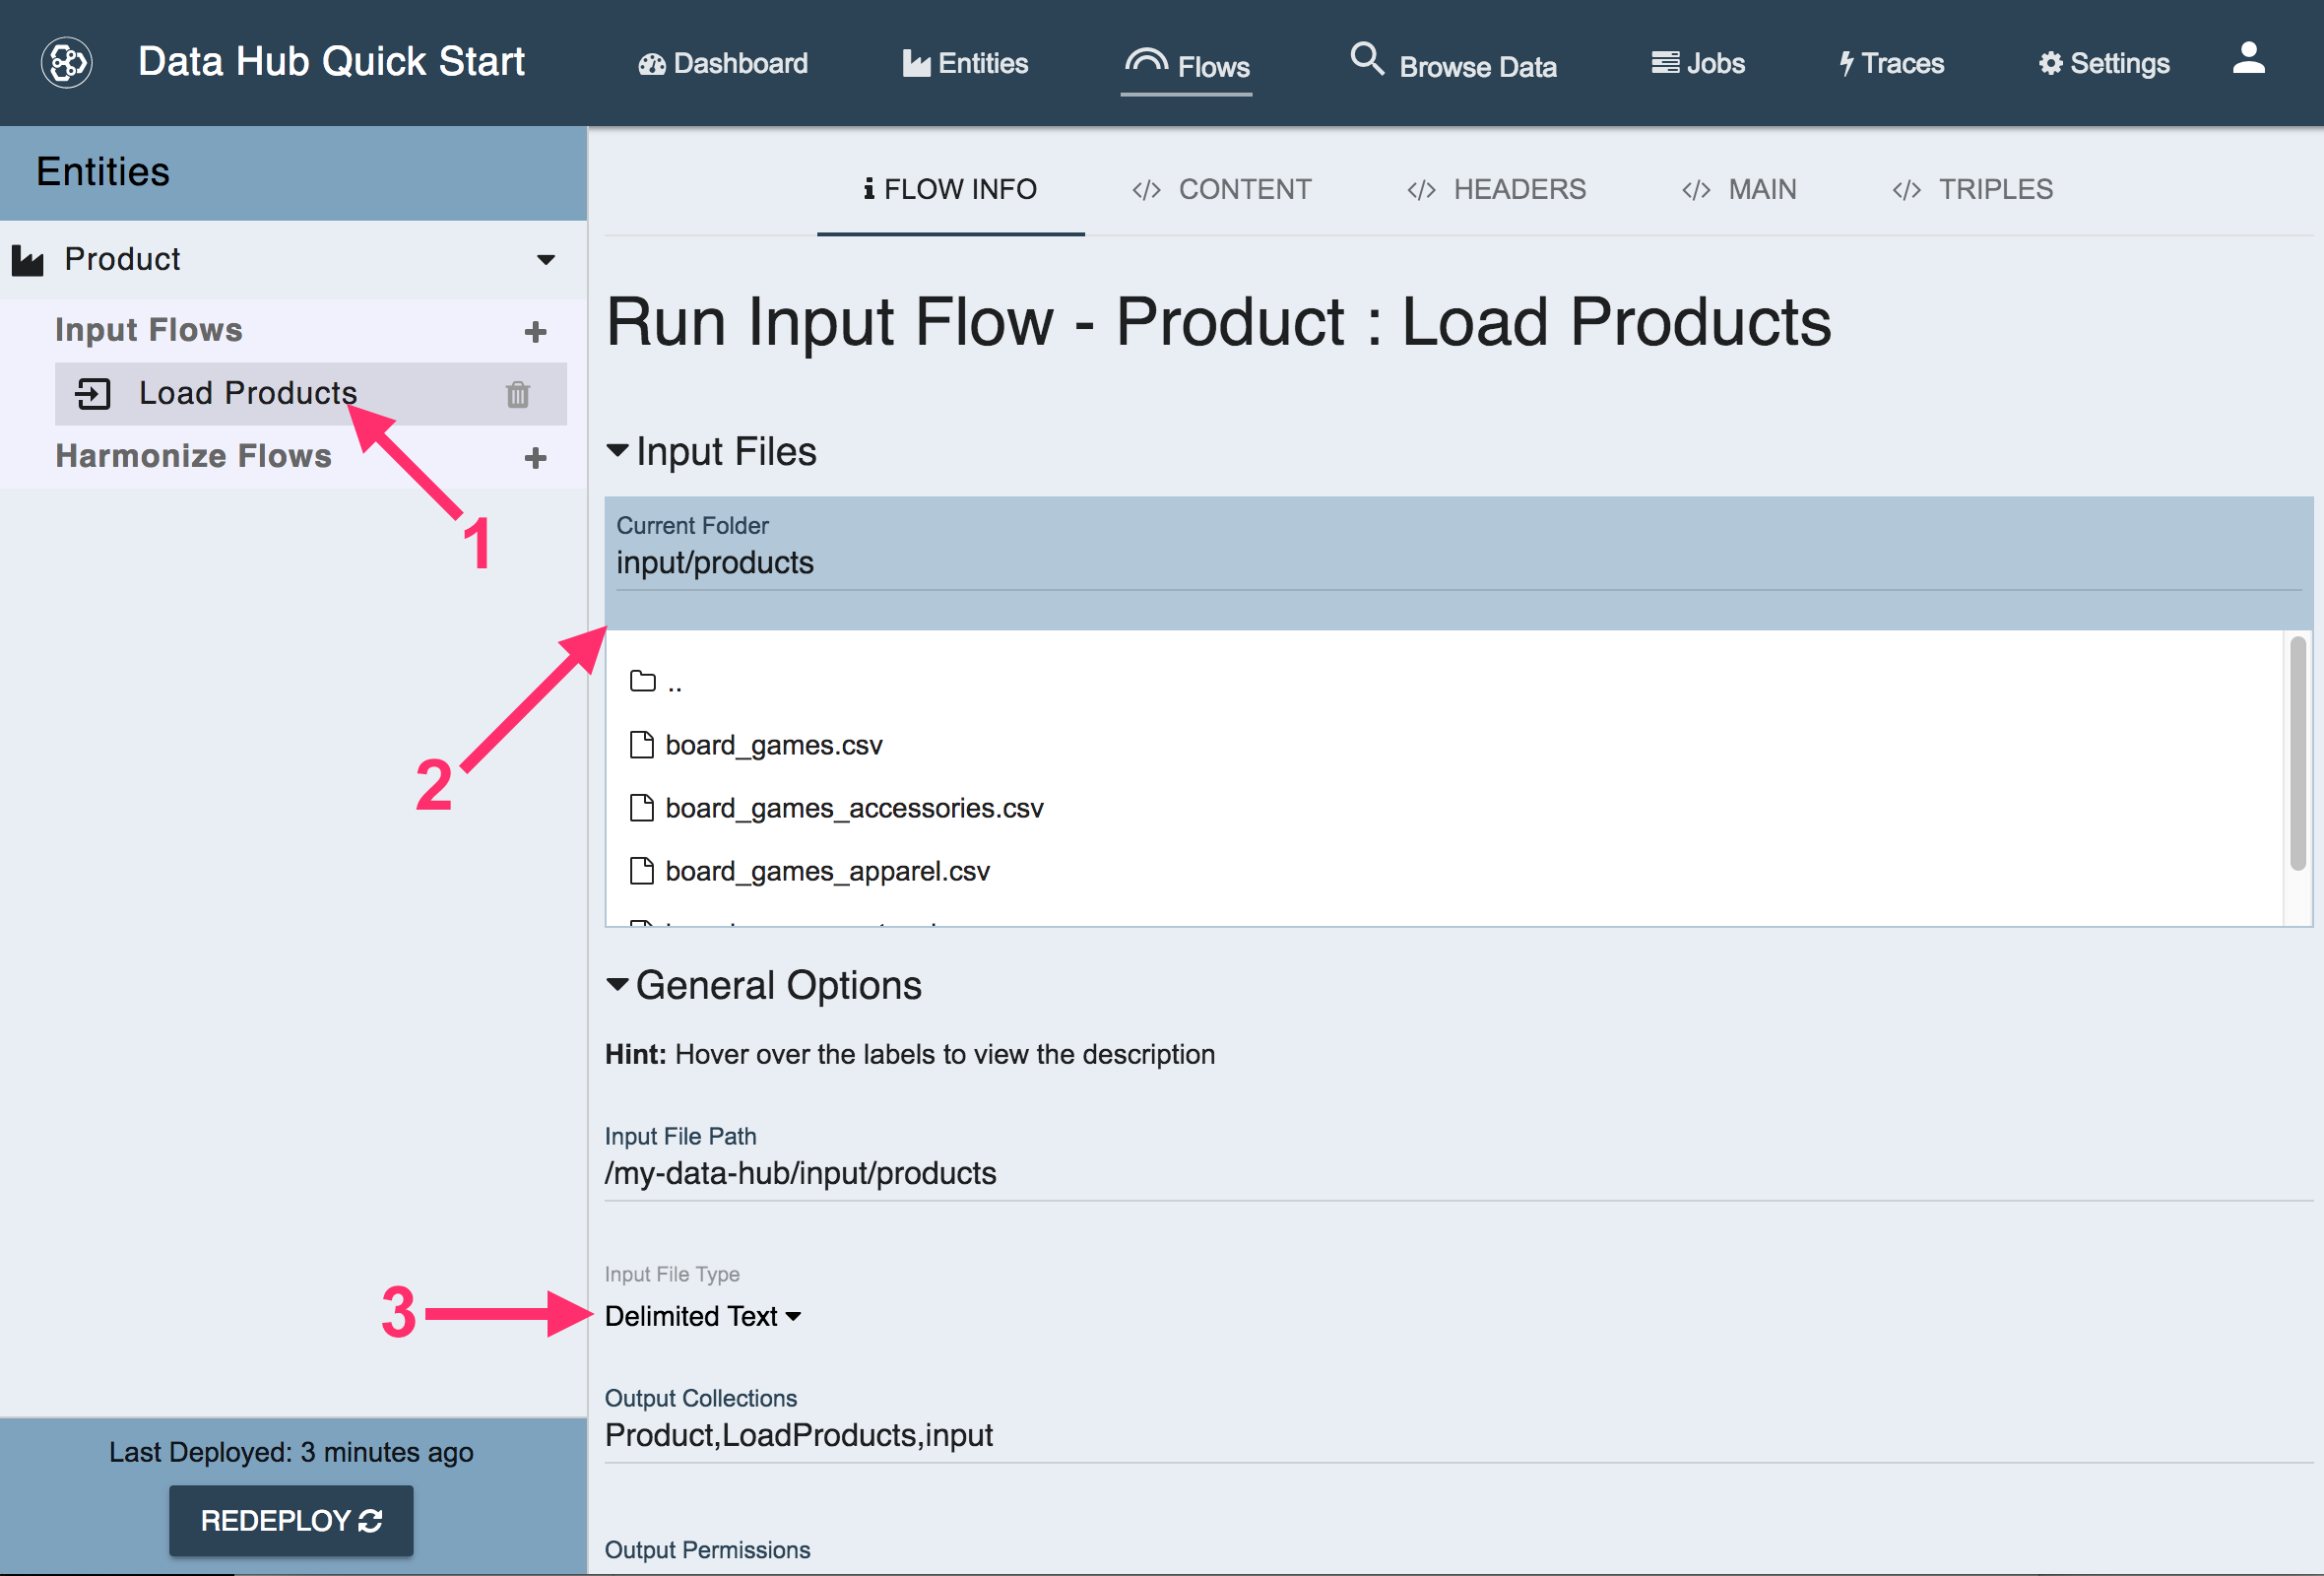 Data Hub Quick Start
Dashboard
Entities
Flows
Browse Data
Jobs
Traces
Settings
Entities
Product
Input Flows
Load Products
Harmonize Flows
1
2
3
Last Deployed: 3 minutes ago
REDEPLOY
FLOW INFO
</> CONTENT
</> HEADERS
</> MAIN
</> TRIPLES
Run Input Flow - Product : Load Products
Input Files
Current Folder
input/products
..
board_games.csv
board_games_accessories.csv
board_games_apparel.csv
General Options
Hint: Hover over the labels to view the description
Input File Path
/my-data-hub/input/products
Input File Type
Delimited Text
Output Collections
Product,LoadProducts,input
Output Permissions